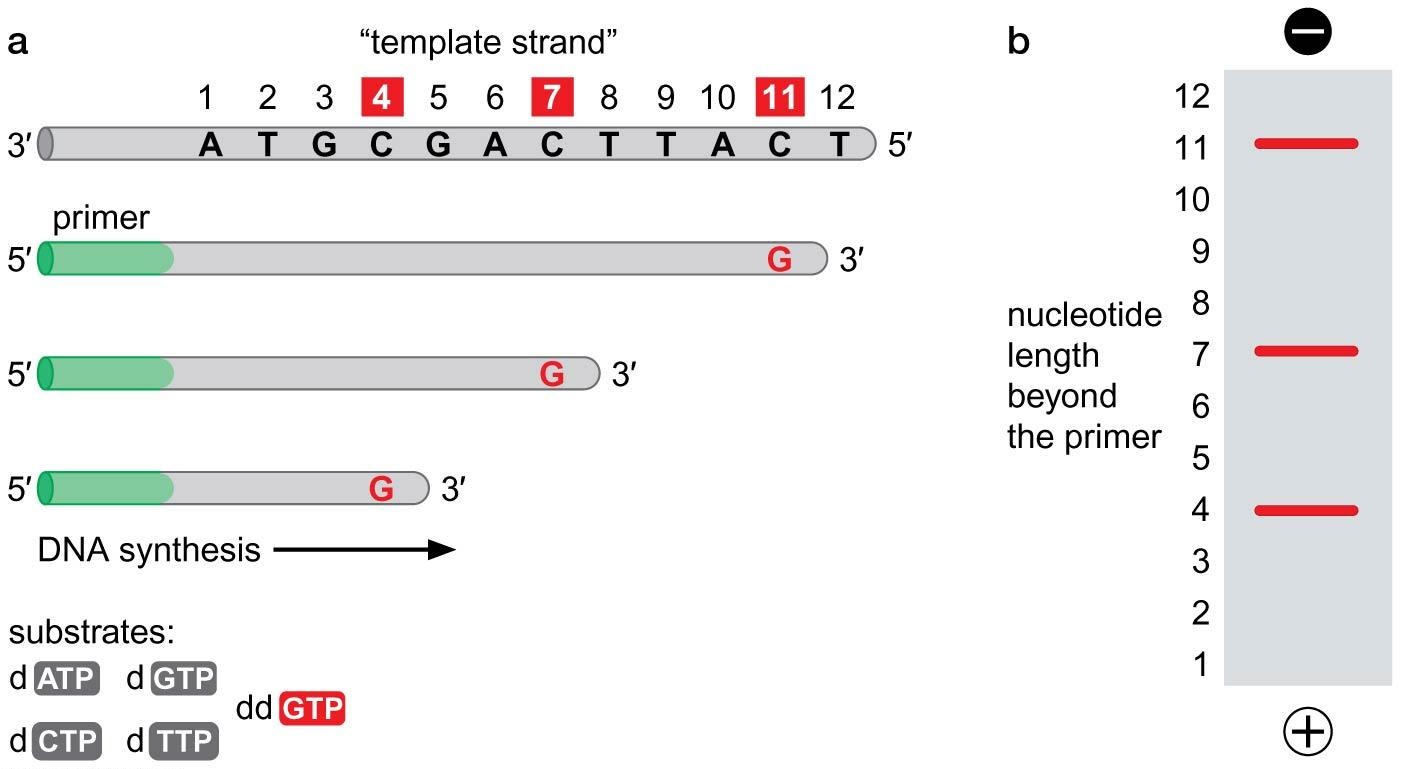 a
“template strand”
1 2 3 4 5 6 7 8 9 10 11 12
3′ A T G C G A C T T A C T 5′
primer
5′ G 3′
5′ G 3′
5′ G 3′
DNA synthesis
substrates:
d ATP d GTP
dd GTP
d CTP d TTP
b
−
12
11
10
9
8
7
6
5
4
3
2
1
nucleotide
length
beyond
the primer
+